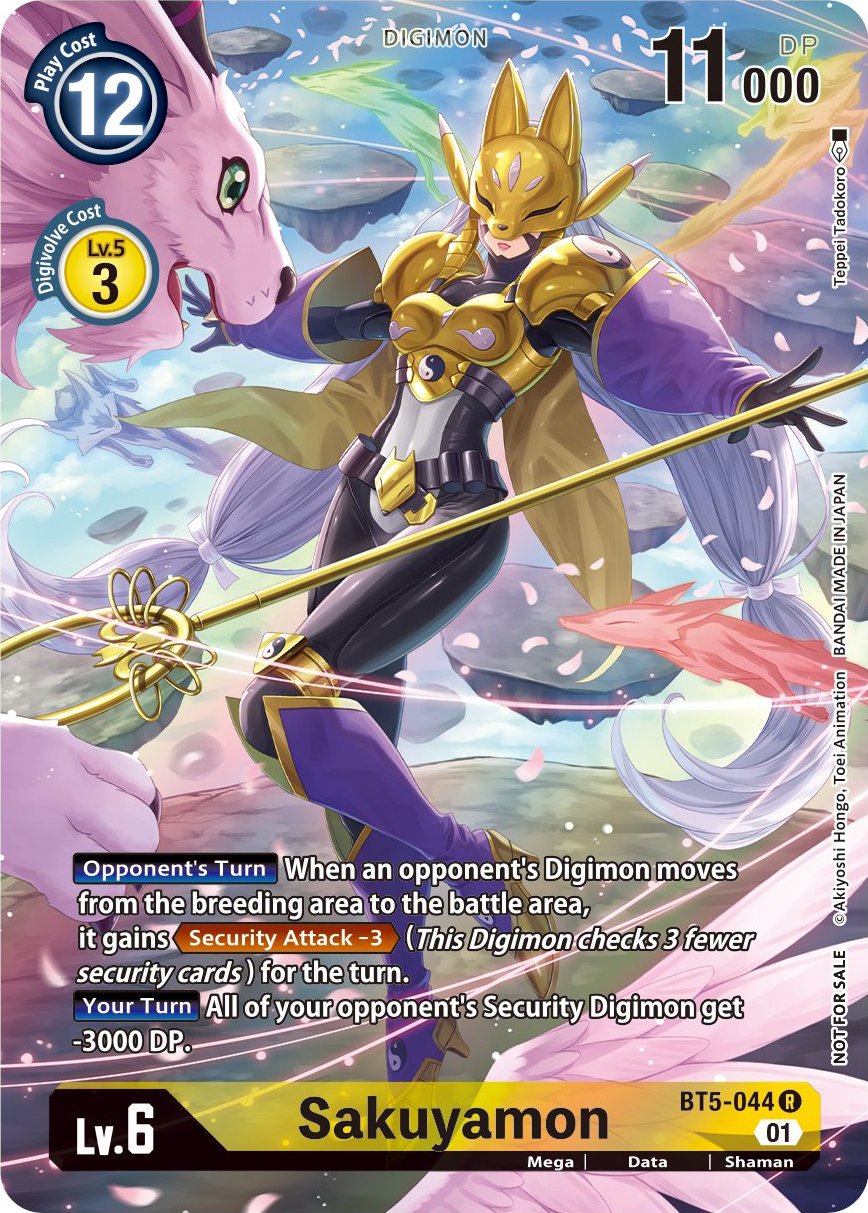 DIGIMON
Play Cost
12
11000
DP
Digivolve Cost
Lv.5
3
Teppei Tadokoro
©Akiyoshi Hongo, Toei Animation BANDAI MADE IN JAPAN
NOT FOR SALE
Opponent's Turn When an opponent's Digimon moves
from the breeding area to the battle area,
it gains Security Attack -3 (This Digimon checks 3 fewer
security cards) for the turn.
Your Turn All of your opponent's Security Digimon get
-3000 DP.
Lv.6
Sakuyamon
BT5-044 R
01
Mega | Data | Shaman